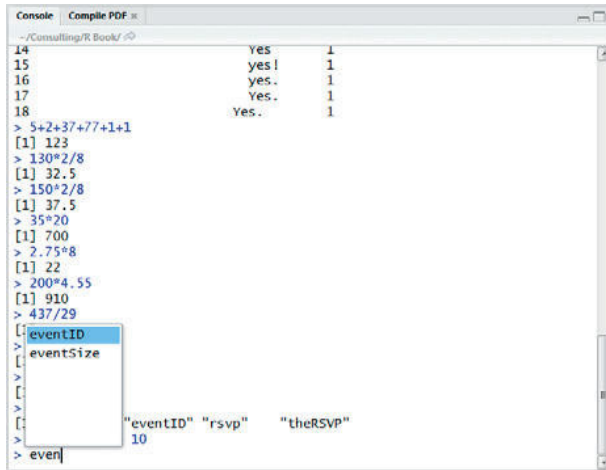 Console Compile PDF
~/Consulting/R Book/
14 Yes 1
15 yes! 1
16 yes. 1
17 Yes. 1
18 Yes. 1
> 5+2+37+77+1+1
[1] 123
> 130*2/8
[1] 32.5
> 150*2/8
[1] 37.5
> 35*20
[1] 700
> 2.75*8
[1] 22
> 200*4.55
[1] 910
> 437/29
[
eventID
>
eventSize
[
>
[
>
[ "eventID" "rsvp" "theRSVP"
> 10
> even